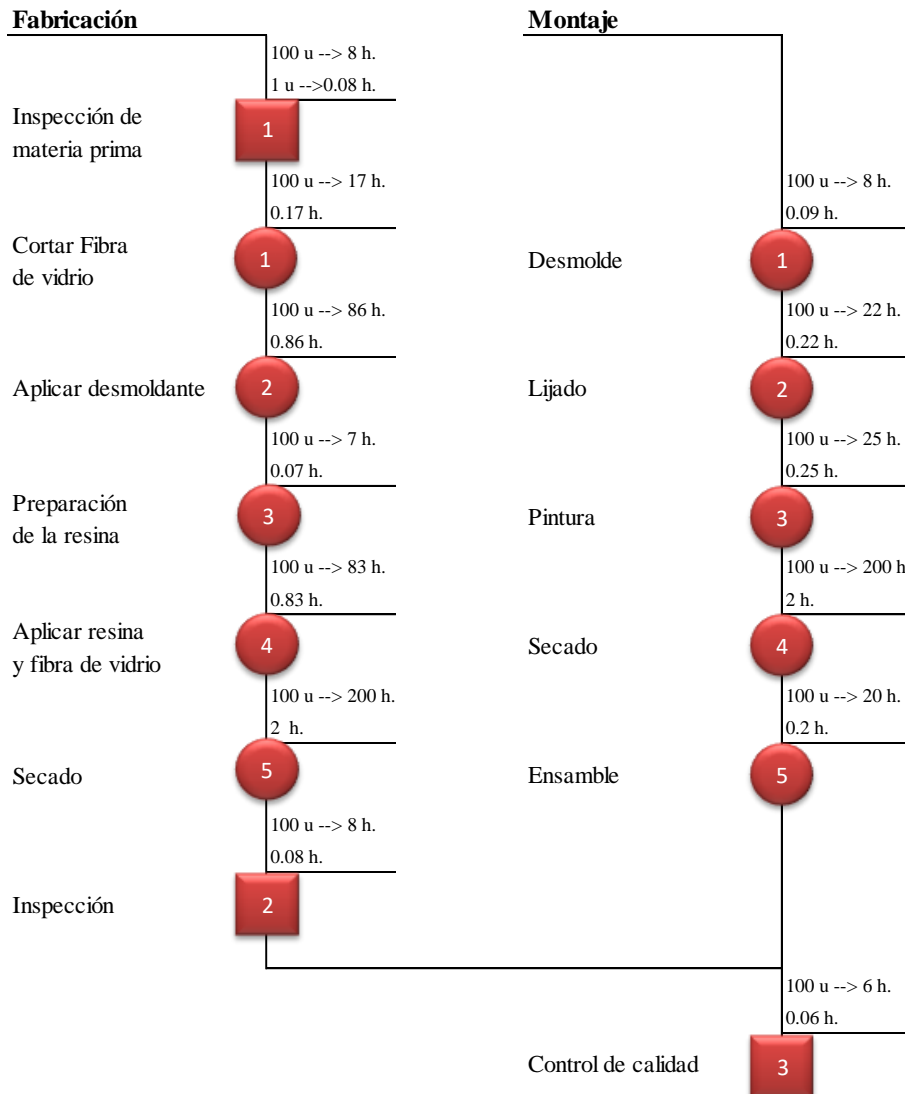 Fabricación
100 u --> 8 h.
1 u -->0.08 h.
Inspección de
materia prima
1
100 u --> 17 h.
0.17 h.
Cortar Fibra
de vidrio
1
100 u --> 86 h.
0.86 h.
Aplicar desmoldante
2
100 u --> 7 h.
0.07 h.
Preparación
de la resina
3
100 u --> 83 h.
0.83 h.
Aplicar resina
y fibra de vidrio
4
100 u --> 200 h.
2 h.
Secado
5
100 u --> 8 h.
0.08 h.
Inspección
2
Montaje
100 u --> 8 h.
0.09 h.
Desmolde
1
100 u --> 22 h.
0.22 h.
Lijado
2
100 u --> 25 h.
0.25 h.
Pintura
3
100 u --> 200 h
2 h.
Secado
4
100 u --> 20 h.
0.2 h.
Ensamble
5
100 u --> 6 h.
0.06 h.
Control de calidad
3